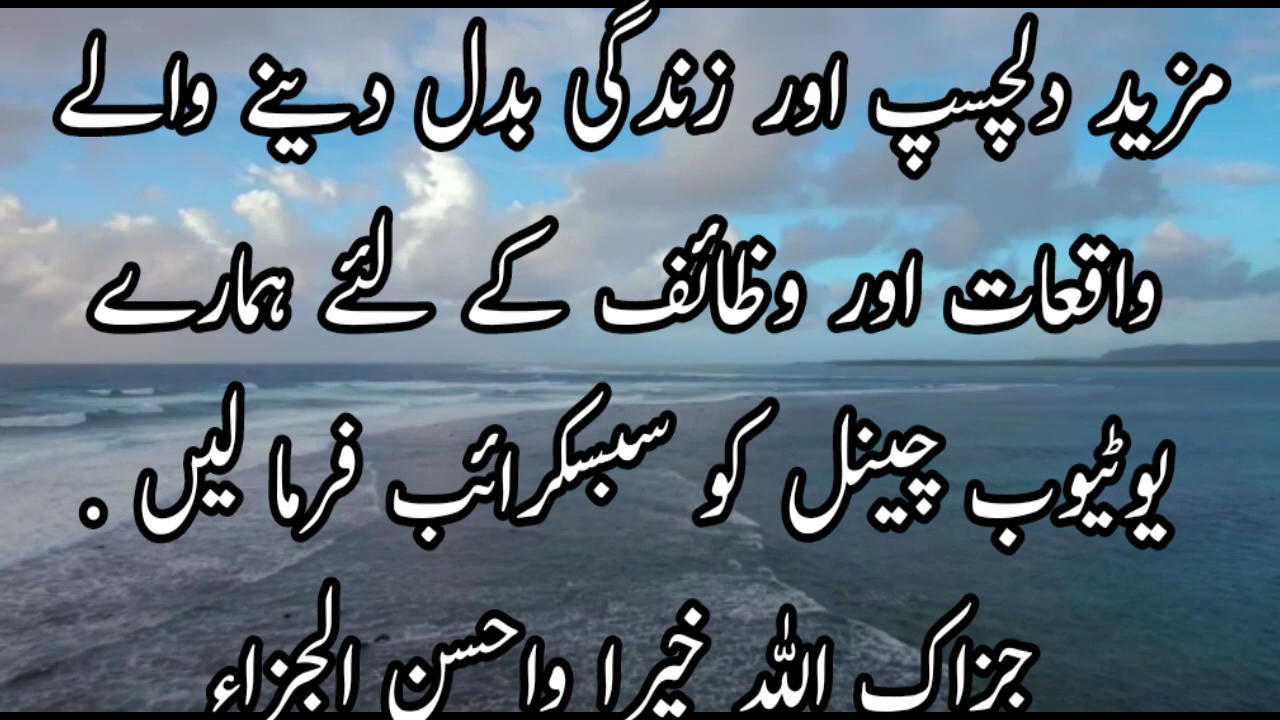 مزید دلچسپ اور زندگی بدل دینے والے
واقعات اور وظائف کے لئے ہمارے
یوٹیوب چینل کو سبسکرائب فرما لیں .
جزاک اللہ خیرا واحسن الجزاء